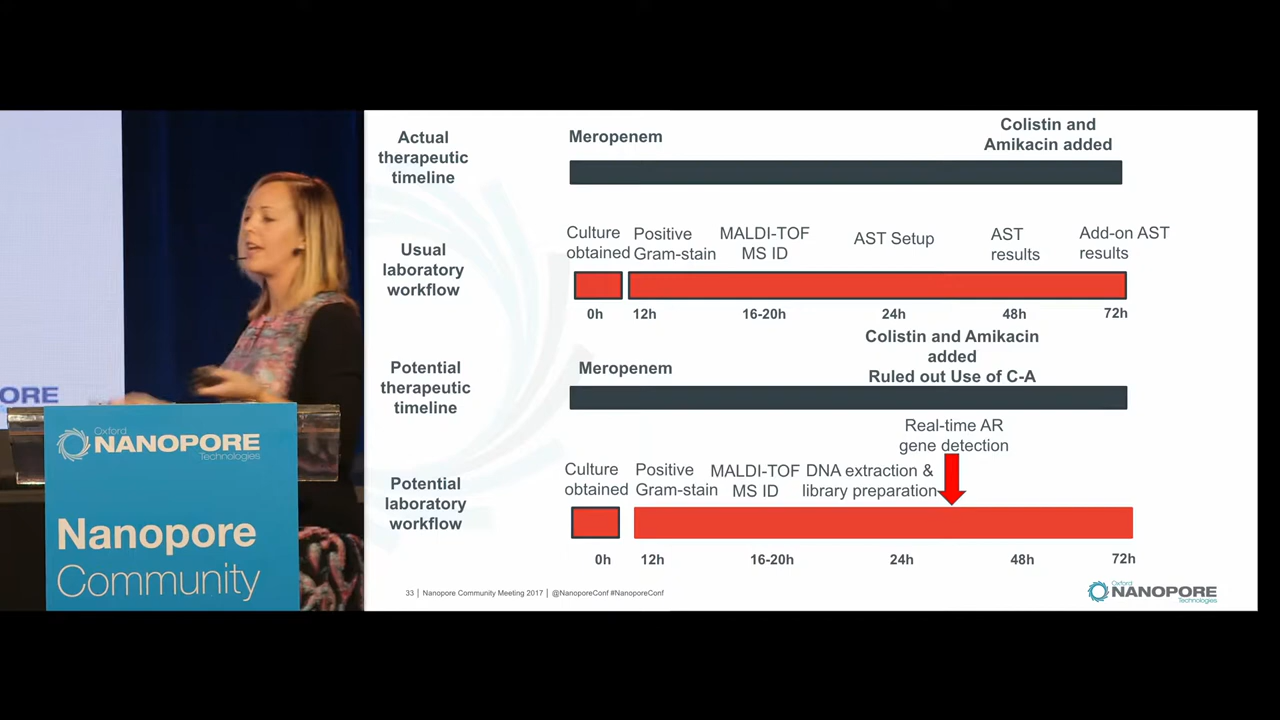 Actual
therapeutic
timeline
Meropenem
Colistin and
Amikacin added
Usual
laboratory
workflow
Culture
obtained
Positive
Gram-stain
MALDI-TOF
MS ID
AST Setup
AST
results
Add-on AST
results
0h
12h
16-20h
24h
48h
72h
Potential
therapeutic
timeline
Meropenem
Colistin and Amikacin
added
Ruled out Use of C-A
Real-time AR
gene detection
Potential
laboratory
workflow
Culture
obtained
Positive
Gram-stain
MALDI-TOF
MS ID
DNA extraction &
library preparation
0h
12h
16-20h
24h
48h
72h
33 | Nanopore Community Meeting 2017 | @NanoporeConf #NanoporeConf
Oxford
NANOPORE
Technologies
ORE
Oxford
NANOPORE
Technologies
Nanopore
Community